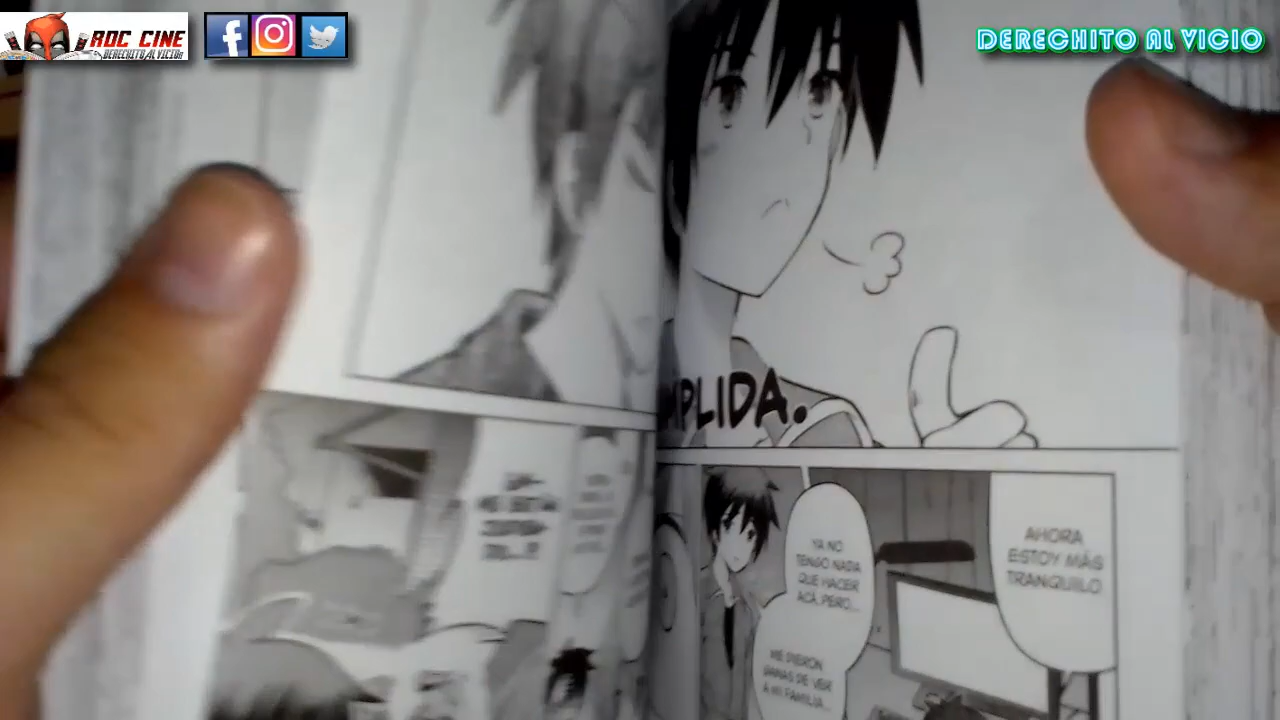 ROC CINE
DERECHITO AL VICIO
DERECHITO AL VICIO
MPLIDA.
AHORA
ESTOY MÁS
TRANQUILO
YA NO
TENGO NADA
QUE HACER
ACÁ, PERO...
ME DIERON
GANAS DE VER
A MI FAMILIA...